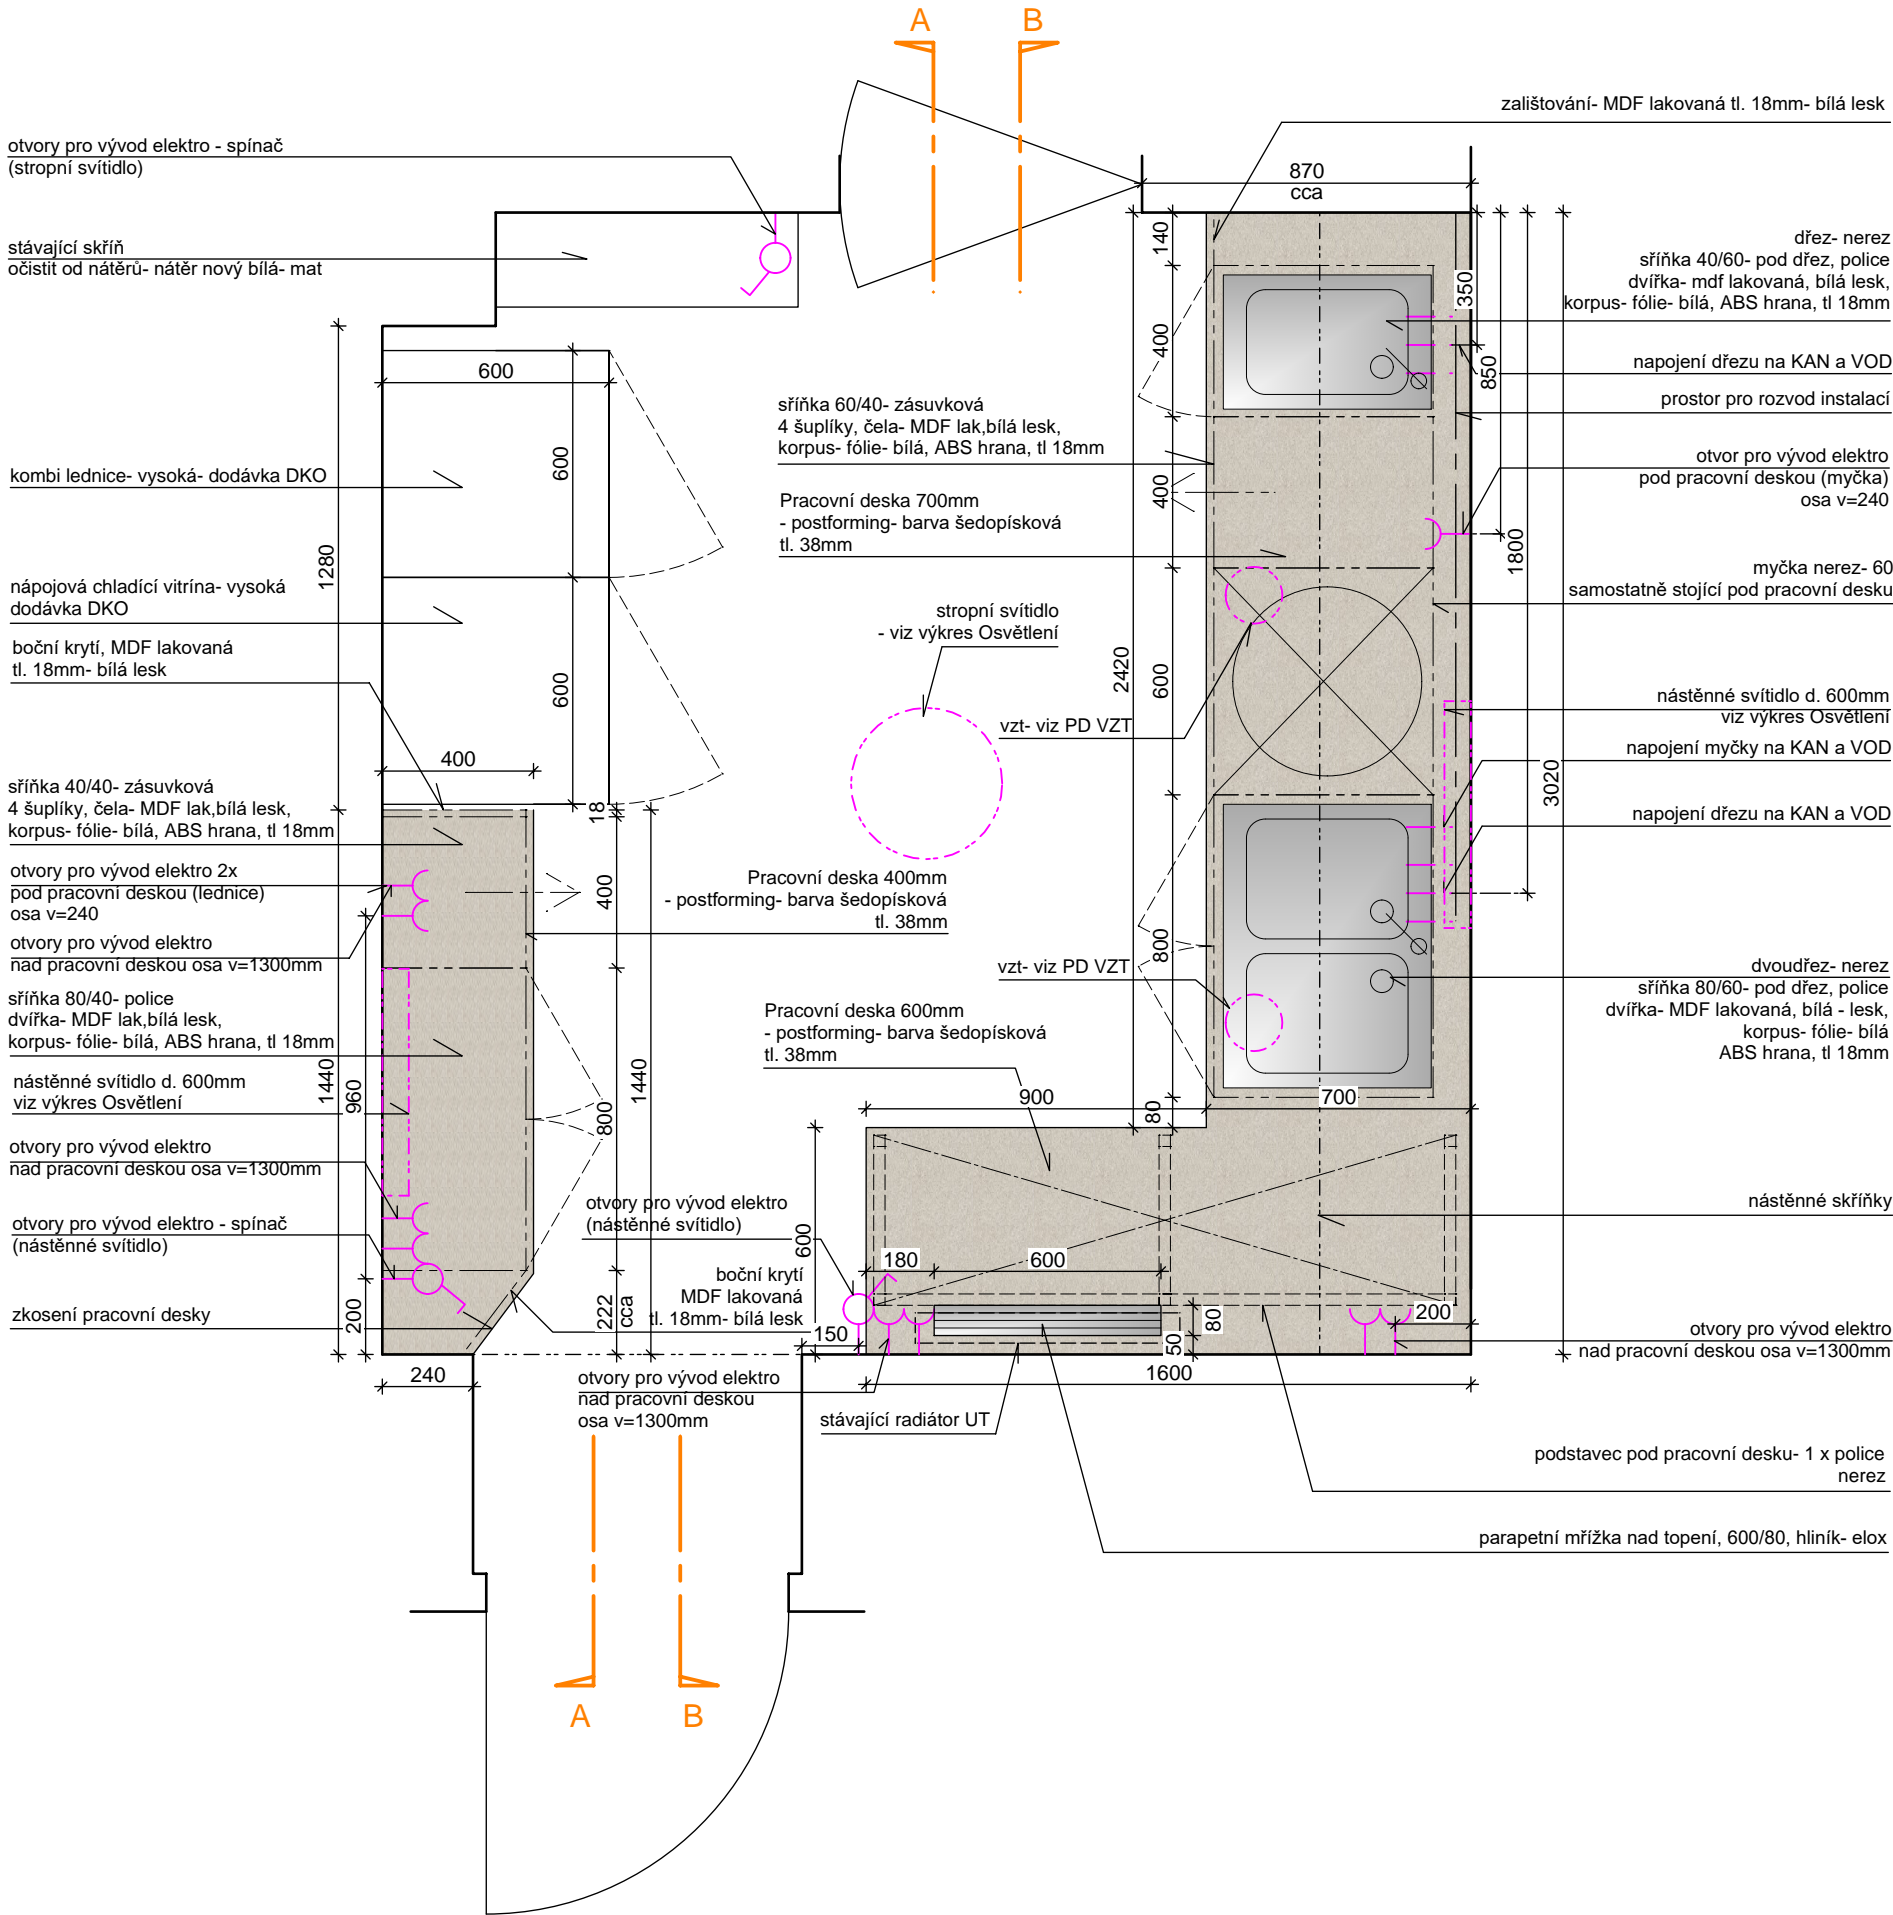 A
B
otvory pro vývod elektro - spínač
(stropní svítidlo)
stávající skříň
očistit od nátěrů- nátěr nový bílá- mat
kombi lednice- vysoká- dodávka DKO
nápojová chladící vitrína- vysoká
dodávka DKO
boční krytí, MDF lakovaná
tl. 18mm- bílá lesk
sříňka 40/40- zásuvková
4 šuplíky, čela- MDF lak,bílá lesk,
korpus- fólie- bílá, ABS hrana, tl 18mm
otvory pro vývod elektro 2x
pod pracovní deskou (lednice)
osa v=240
otvory pro vývod elektro
nad pracovní deskou osa v=1300mm
sříňka 80/40- police
dvířka- MDF lak,bílá lesk,
korpus- fólie- bílá, ABS hrana, tl 18mm
nástěnné svítidlo d. 600mm
viz výkres Osvětlení
otvory pro vývod elektro
nad pracovní deskou osa v=1300mm
otvory pro vývod elektro - spínač
(nástěnné svítidlo)
zkosení pracovní desky
1280
600
600
600
400
18
400
1440
960
1440
800
200
222
cca
240
sříňka 60/40- zásuvková
4 šuplíky, čela- MDF lak,bílá lesk,
korpus- fólie- bílá, ABS hrana, tl 18mm
Pracovní deska 700mm
- postforming- barva šedopísková
tl. 38mm
stropní svítidlo
- viz výkres Osvětlení
vzt- viz PD VZT
Pracovní deska 400mm
- postforming- barva šedopísková
tl. 38mm
vzt- viz PD VZT
Pracovní deska 600mm
- postforming- barva šedopísková
tl. 38mm
otvory pro vývod elektro
(nástěnné svítidlo)
boční krytí
MDF lakovaná
tl. 18mm- bílá lesk
otvory pro vývod elektro
nad pracovní deskou
osa v=1300mm
stávající radiátor UT
870
cca
140
350
400
850
400
1800
2420
600
3020
800
900
700
80
600
180
600
150
80
50
200
1600
zalištování- MDF lakovaná tl. 18mm- bílá lesk
dřez- nerez
sříňka 40/60- pod dřez, police
dvířka- mdf lakovaná, bílá lesk,
korpus- fólie- bílá, ABS hrana, tl 18mm
napojení dřezu na KAN a VOD
prostor pro rozvod instalací
otvor pro vývod elektro
pod pracovní deskou (myčka)
osa v=240
myčka nerez- 60
samostatně stojící pod pracovní desku
nástěnné svítidlo d. 600mm
viz výkres Osvětlení
napojení myčky na KAN a VOD
napojení dřezu na KAN a VOD
dvoudřez- nerez
sříňka 80/60- pod dřez, police
dvířka- MDF lakovaná, bílá - lesk,
korpus- fólie- bílá
ABS hrana, tl 18mm
nástěnné skříňky
otvory pro vývod elektro
nad pracovní deskou osa v=1300mm
podstavec pod pracovní desku- 1 x police
nerez
parapetní mřížka nad topení, 600/80, hliník- elox
A
B